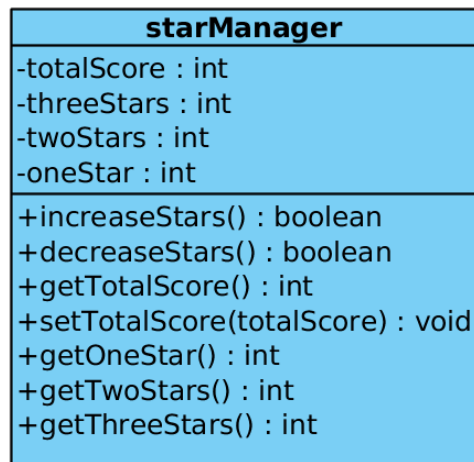 starManager
-totalScore : int
-threeStars : int
-twoStars : int
-oneStar : int
+increaseStars() : boolean
+decreaseStars() : boolean
+getTotalScore() : int
+setTotalScore(totalScore) : void
+getOneStar() : int
+getTwoStars() : int
+getThreeStars() : int